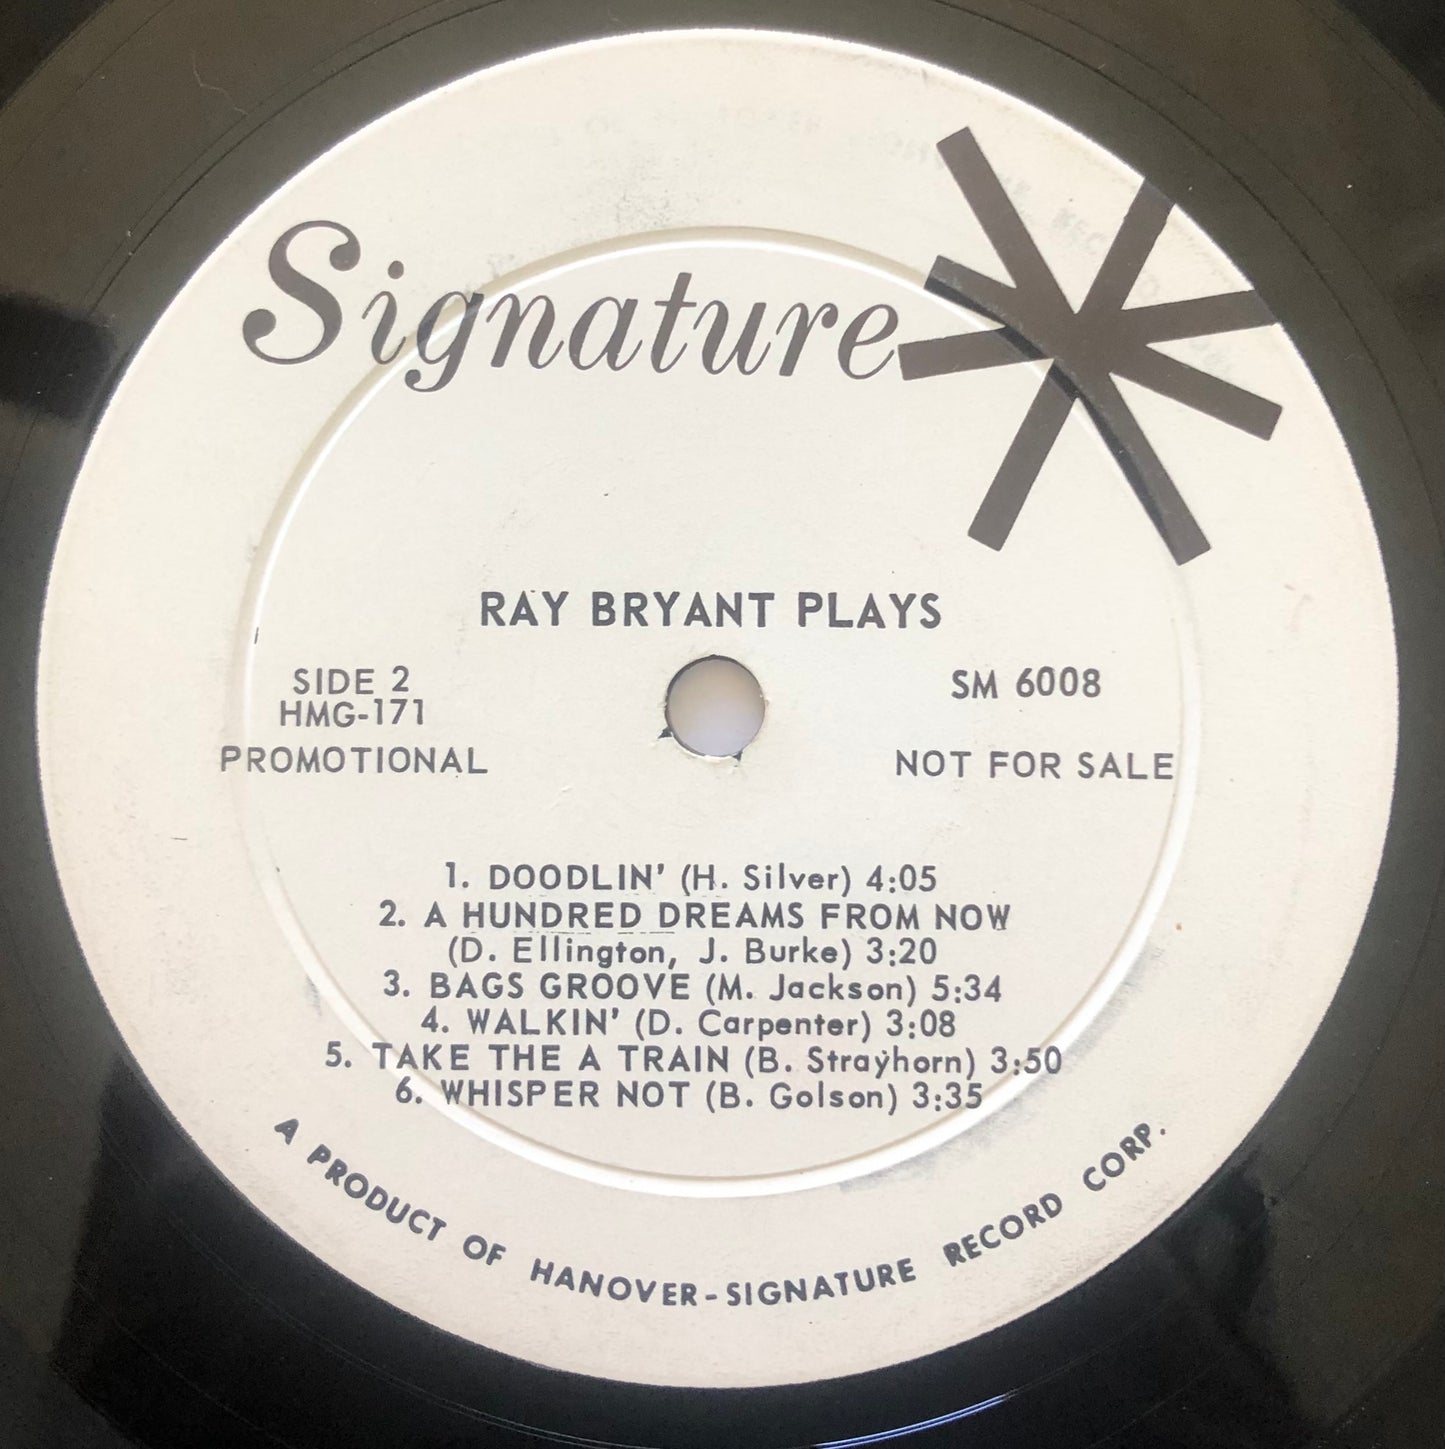 Signature
RAY BRYANT PLAYS
SIDE 2
HMG-171
PROMOTIONAL
SM 6008
NOT FOR SALE
1. DOODLIN' (H. Silver) 4:05
2. A HUNDRED DREAMS FROM NOW
(D. Ellington, J. Burke) 3:20
3. BAGS GROOVE (M. Jackson) 5:34
4. WALKIN' (D. Carpenter) 3:08
5. TAKE THE A TRAIN (B. Strayhorn) 3:50
6. WHISPER NOT (B. Golson) 3:35
A PRODUCT OF HANOVER-SIGNATURE RECORD CORP.